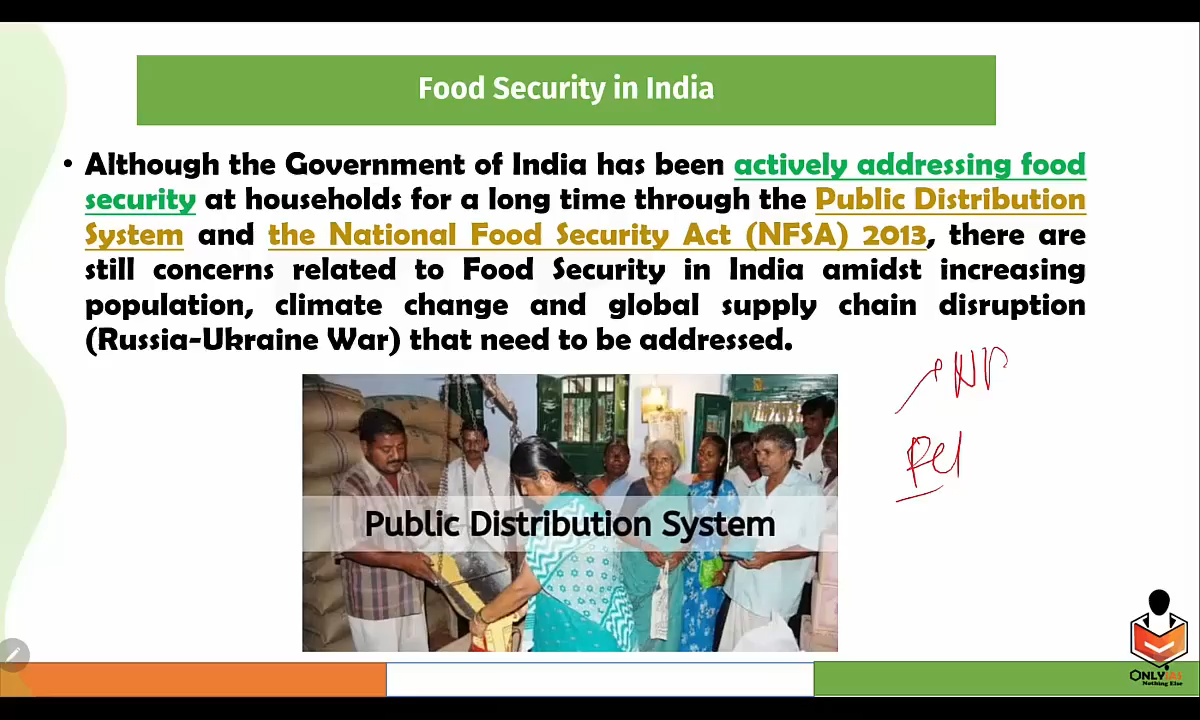 Food Security in India
• Although the Government of India has been actively addressing food
security at households for a long time through the Public Distribution
System and the National Food Security Act (NFSA) 2013, there are
still concerns related to Food Security in India amidst increasing
population, climate change and global supply chain disruption
(Russia-Ukraine War) that need to be addressed.
Public Distribution System
ONLYIAS
Nothing Else